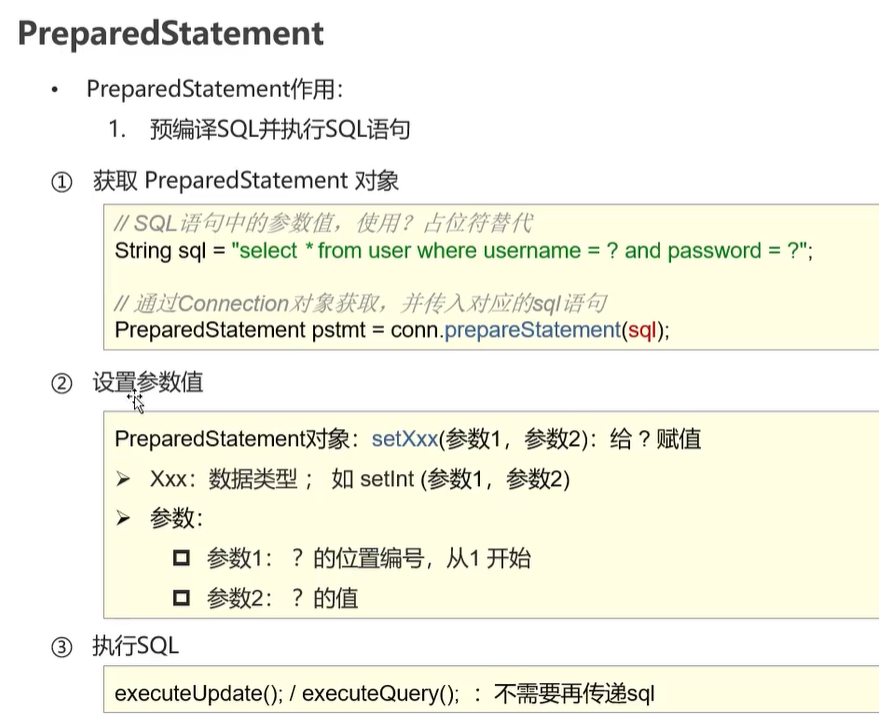 PreparedStatement
• PreparedStatement作用：
1. 预编译SQL并执行SQL语句
① 获取 PreparedStatement 对象
// SQL语句中的参数值，使用？占位符替代
String sql = "select * from user where username = ? and password = ?";
// 通过Connection对象获取，并传入对应的sql语句
PreparedStatement pstmt = conn.prepareStatement(sql);
② 设置参数值
PreparedStatement对象：setXxx(参数1，参数2)：给 ? 赋值
➢ Xxx：数据类型 ； 如 setInt (参数1，参数2)
➢ 参数：
参数1： ？的位置编号，从1 开始
参数2： ？的值
③ 执行SQL
executeUpdate(); / executeQuery(); ：不需要再传递sql